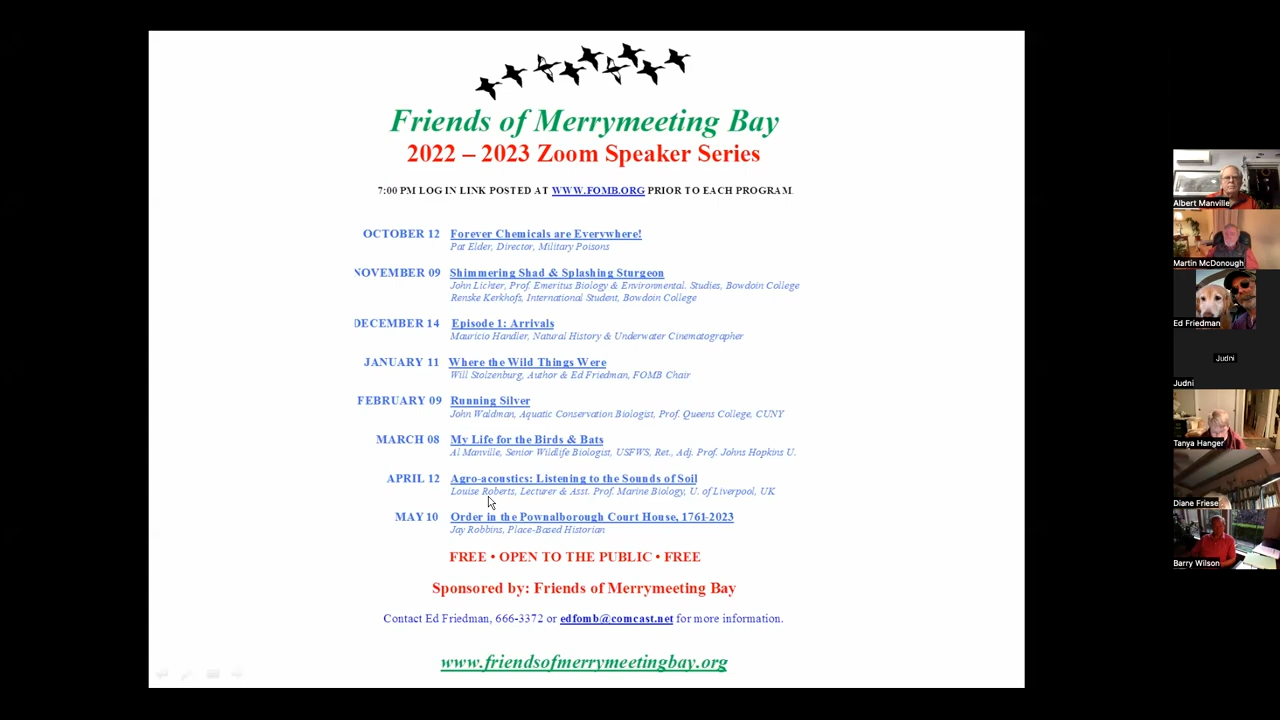 Friends of Merrymeeting Bay
2022 – 2023 Zoom Speaker Series
7:00 PM LOG IN LINK POSTED AT WWW.FOMB.ORG PRIOR TO EACH PROGRAM.
OCTOBER 12 Forever Chemicals are Everywhere!
Pat Elder, Director, Military Poisons
NOVEMBER 09 Shimmering Shad & Splashing Sturgeon
John Lichter, Prof. Emeritus Biology & Environmental. Studies, Bowdoin College
Renske Kerkhofs, International Student, Bowdoin College
DECEMBER 14 Episode 1: Arrivals
Mauricio Handler, Natural History & Underwater Cinematographer
JANUARY 11 Where the Wild Things Were
Will Stolzenburg, Author & Ed Friedman, FOMB Chair
FEBRUARY 09 Running Silver
John Waldman, Aquatic Conservation Biologist, Prof. Queens College, CUNY
MARCH 08 My Life for the Birds & Bats
Al Manville, Senior Wildlife Biologist, USFWS, Ret., Adj. Prof. Johns Hopkins U.
APRIL 12 Agro-acoustics: Listening to the Sounds of Soil
Louise Roberts, Lecturer & Asst. Prof. Marine Biology, U. of Liverpool, UK
MAY 10 Order in the Pownalborough Court House, 1761-2023
Jay Robbins, Place-Based Historian
FREE • OPEN TO THE PUBLIC • FREE
Sponsored by: Friends of Merrymeeting Bay
Contact Ed Friedman, 666-3372 or edfomb@comcast.net for more information.
www.friendsofmerrymeetingbay.org
Albert Manville
Martin McDonough
Ed Friedman
Judni
Judni
Tanya Hanger
Diane Friese
Barry Wilson